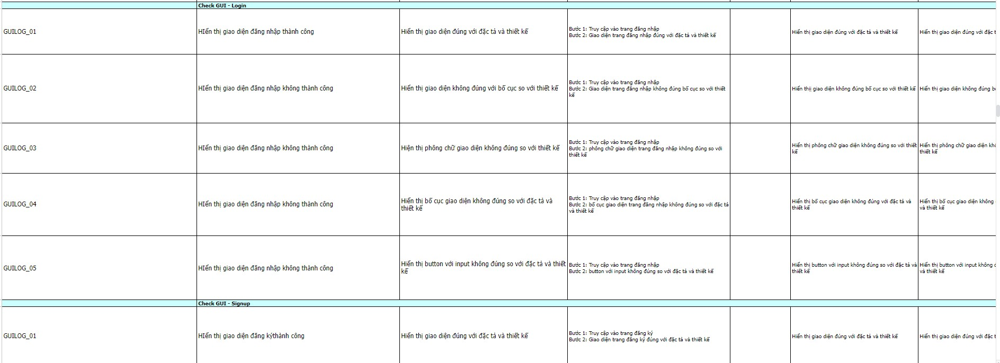 Check GUI - Login
GUILOG_01
HIển thị giao diện đăng nhập thành công
Hiển thị giao diện đúng với đặc tả và thiết kế
Bước 1: Truy cập vào trang đăng nhập
Bước 2: Giao diện trang đăng nhập đúng với đặc tả và thiết kế
Hiển thị giao diện đúng với đặc tả và thiết kế
Hiển thị giao diện đúng với đặc
GUILOG_02
HIển thị giao diện đăng nhập không thành công
Hiển thị giao diện không đúng với bố cục so với thiết kế
Bước 1: Truy cập vào trang đăng nhập
Bước 2: Giao diện trang đăng nhập không đúng bố cục so với thiết
kế
Hiển thịi giao diện không đúng bố cục so với thiết kế
Hiển thị giao diện không đúng
GUILOG_03
HIển thị giao diện đăng nhập không thành công
Hiện thị phông chữ giao diện không đúng so với thiết kế
Bước 1: Truy cập vào trang đăng nhập
Bước 2: phông chữ giao diện trang đăng nhập không đúng so với
thiết kế
Hiển thị phông chữ giao diện không đúng so với thiết
kế
Hiển thị phông chữ giao diện
thiết kế
GUILOG_04
HIển thị giao diện đăng nhập không thành công
Hiển thị bố cục giao diện không đúng so với đặc tả và
thiết kế
Bước 1: Truy cập vào trang đăng nhập
Bước 2: bố cục giao diện trang đăng nhập không đúng so với đặc tả
và thiết kế
Hiển thị bố cục giao diện không đúng với đặc tả và
thiết kế
Hiển thị bố cục giao diện không
và thiết kế
GUILOG_05
HIển thị giao diện đăng nhập không thành công
Hiển thị button với input không đúng so với đặc tả và thiết
kế
Bước 1: Truy cập vào trang đăng nhập
Bước 2: button với input không đúng so với đặc tả và thiết kế
Hiển thị button với input không đúng so với đặc tả và
thiết kế
Hiển thị button với input không
và thiết kế
Check GUI - Signup
GUILOG_01
HIển thị giao diện đăng kýthành công
Hiển thị giao diện đúng với đặc tả và thiết kế
Bước 1: Truy cập vào trang đăng ký
Bước 2: Giao diện trang đăng ký đúng với đặc tả và thiết kế
Hiển thị giao diện đúng với đặc tả và thiết kế
Hiển thị giao diện đúng với đặc